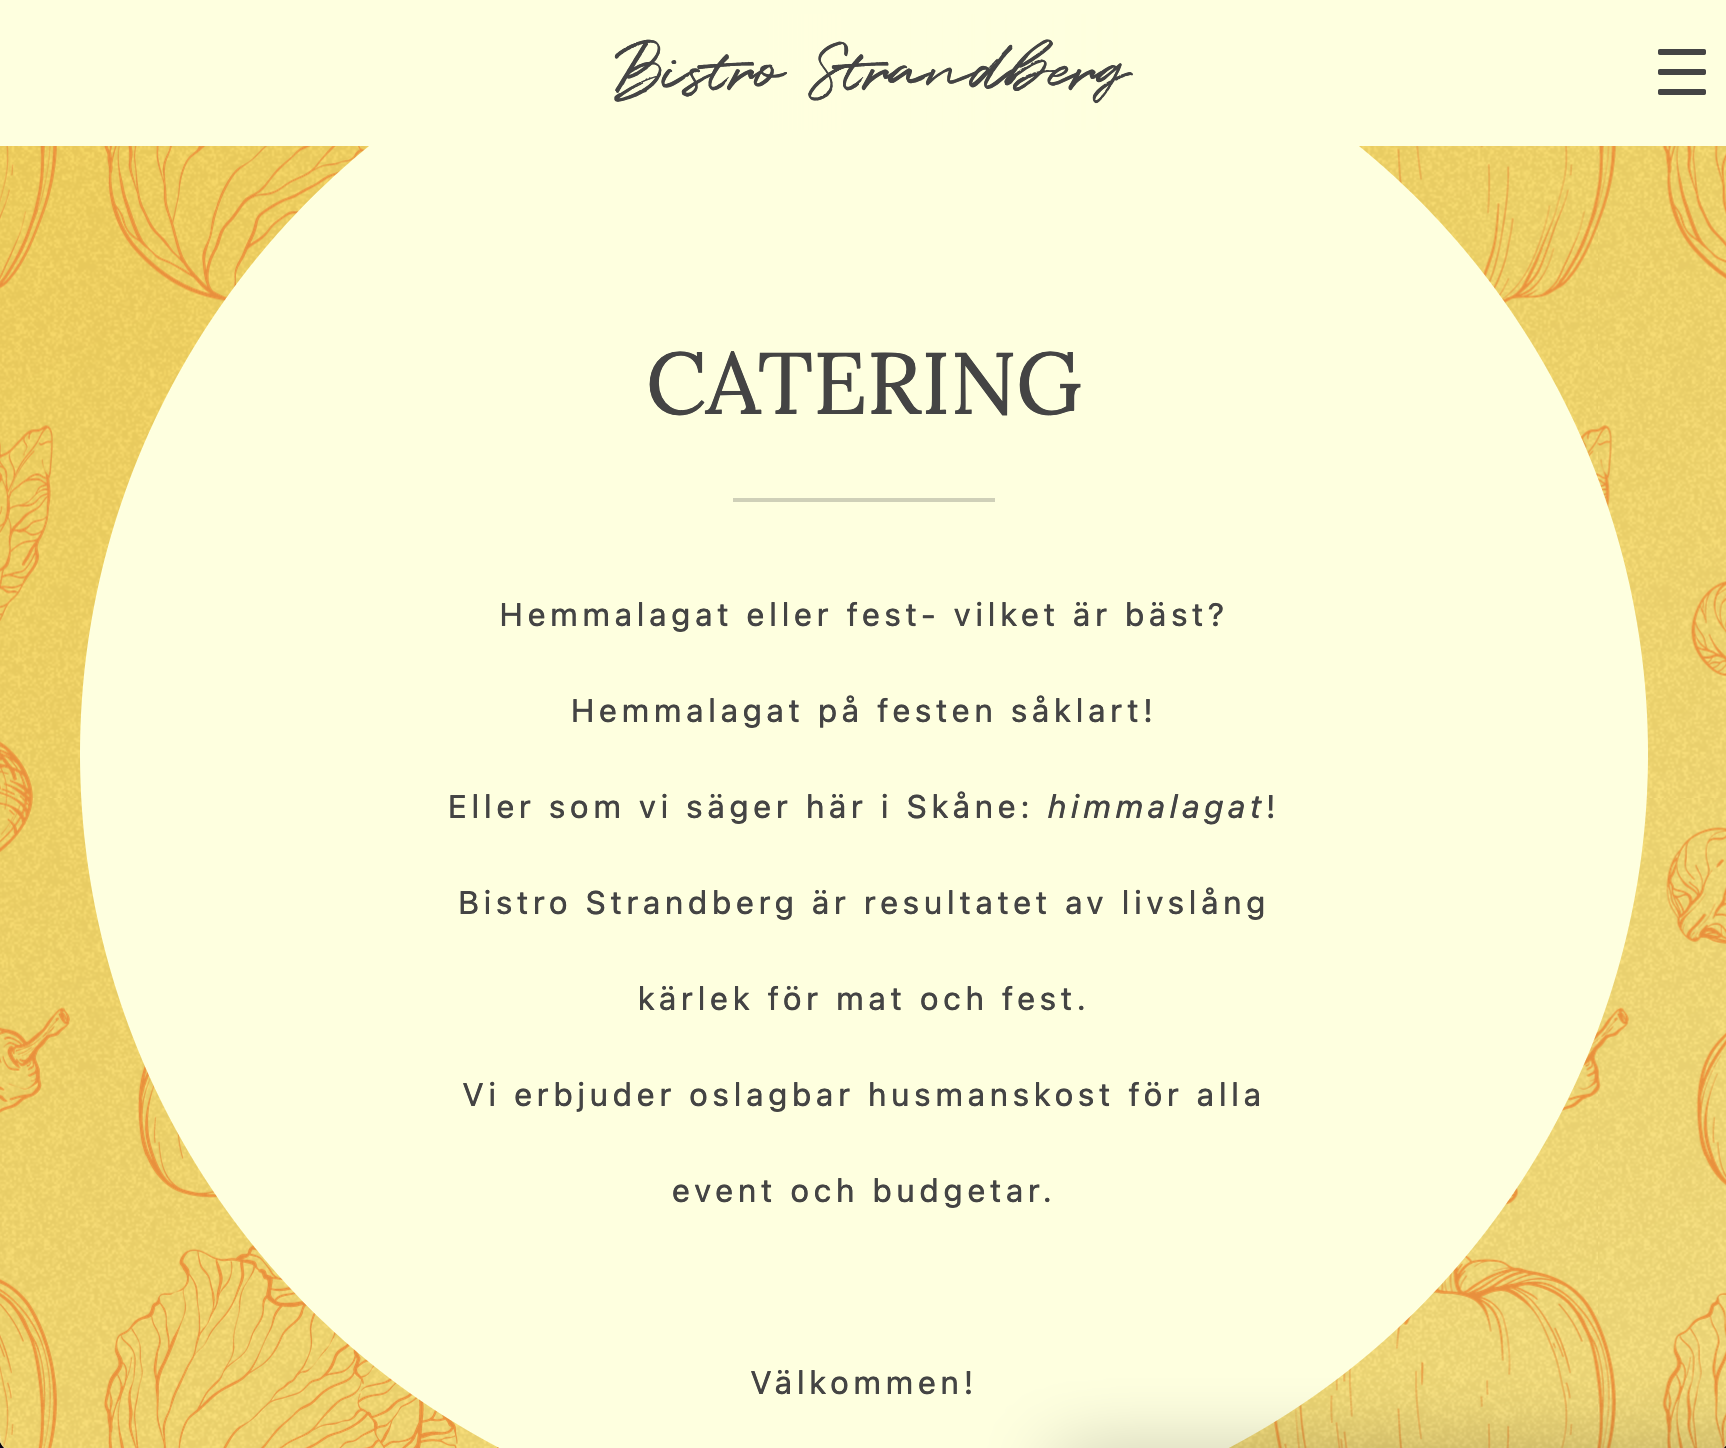 Bistro Strandberg
CATERING
Hemmalagat eller fest- vilket är bäst?
Hemmalagat på festen såklart!
Eller som vi säger här i Skåne: himmalagat!
Bistro Strandberg är resultatet av livslång
kärlek för mat och fest.
Vi erbjuder oslagbar husmanskost för alla
event och budgetar.
Välkommen!